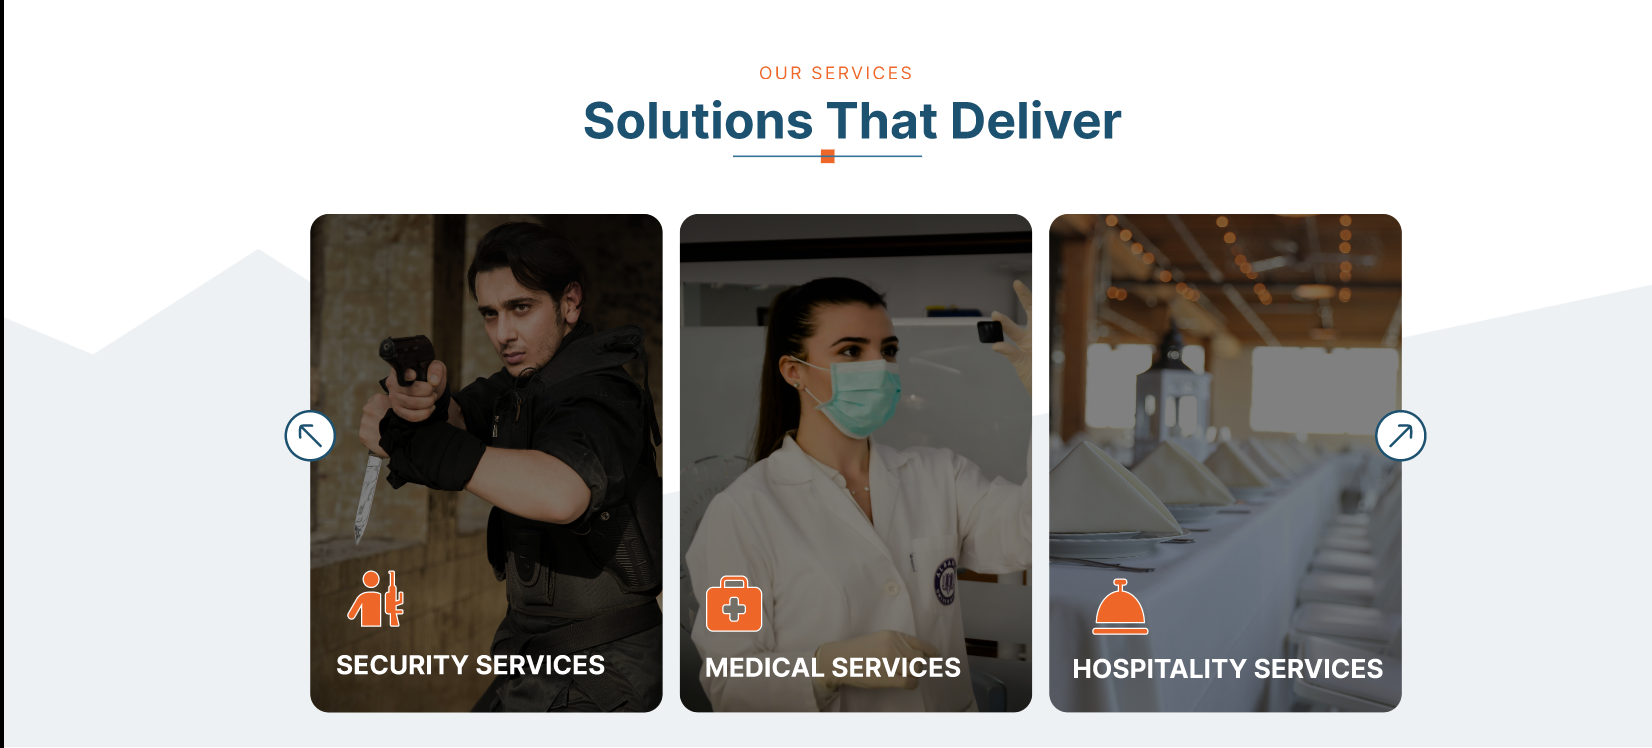 OUR SERVICES
Solutions That Deliver
SECURITY SERVICES
MEDICAL SERVICES
HOSPITALITY SERVICES